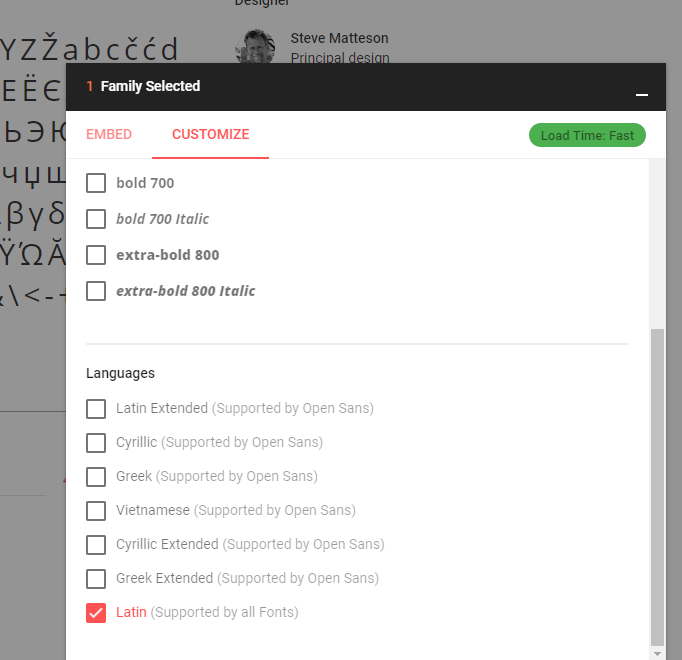 Designer
Steve Matteson
Principal design
YZŽabcčćd
EËЄ
ЬЭЮ
чџш
βγδ
ŸΏĂ
&\<-+
1 Family Selected
EMBED CUSTOMIZE Load Time: Fast
bold 700
bold 700 Italic
extra-bold 800
extra-bold 800 Italic
Languages
Latin Extended (Supported by Open Sans)
Cyrillic (Supported by Open Sans)
Greek (Supported by Open Sans)
Vietnamese (Supported by Open Sans)
Cyrillic Extended (Supported by Open Sans)
Greek Extended (Supported by Open Sans)
Latin (Supported by all Fonts)